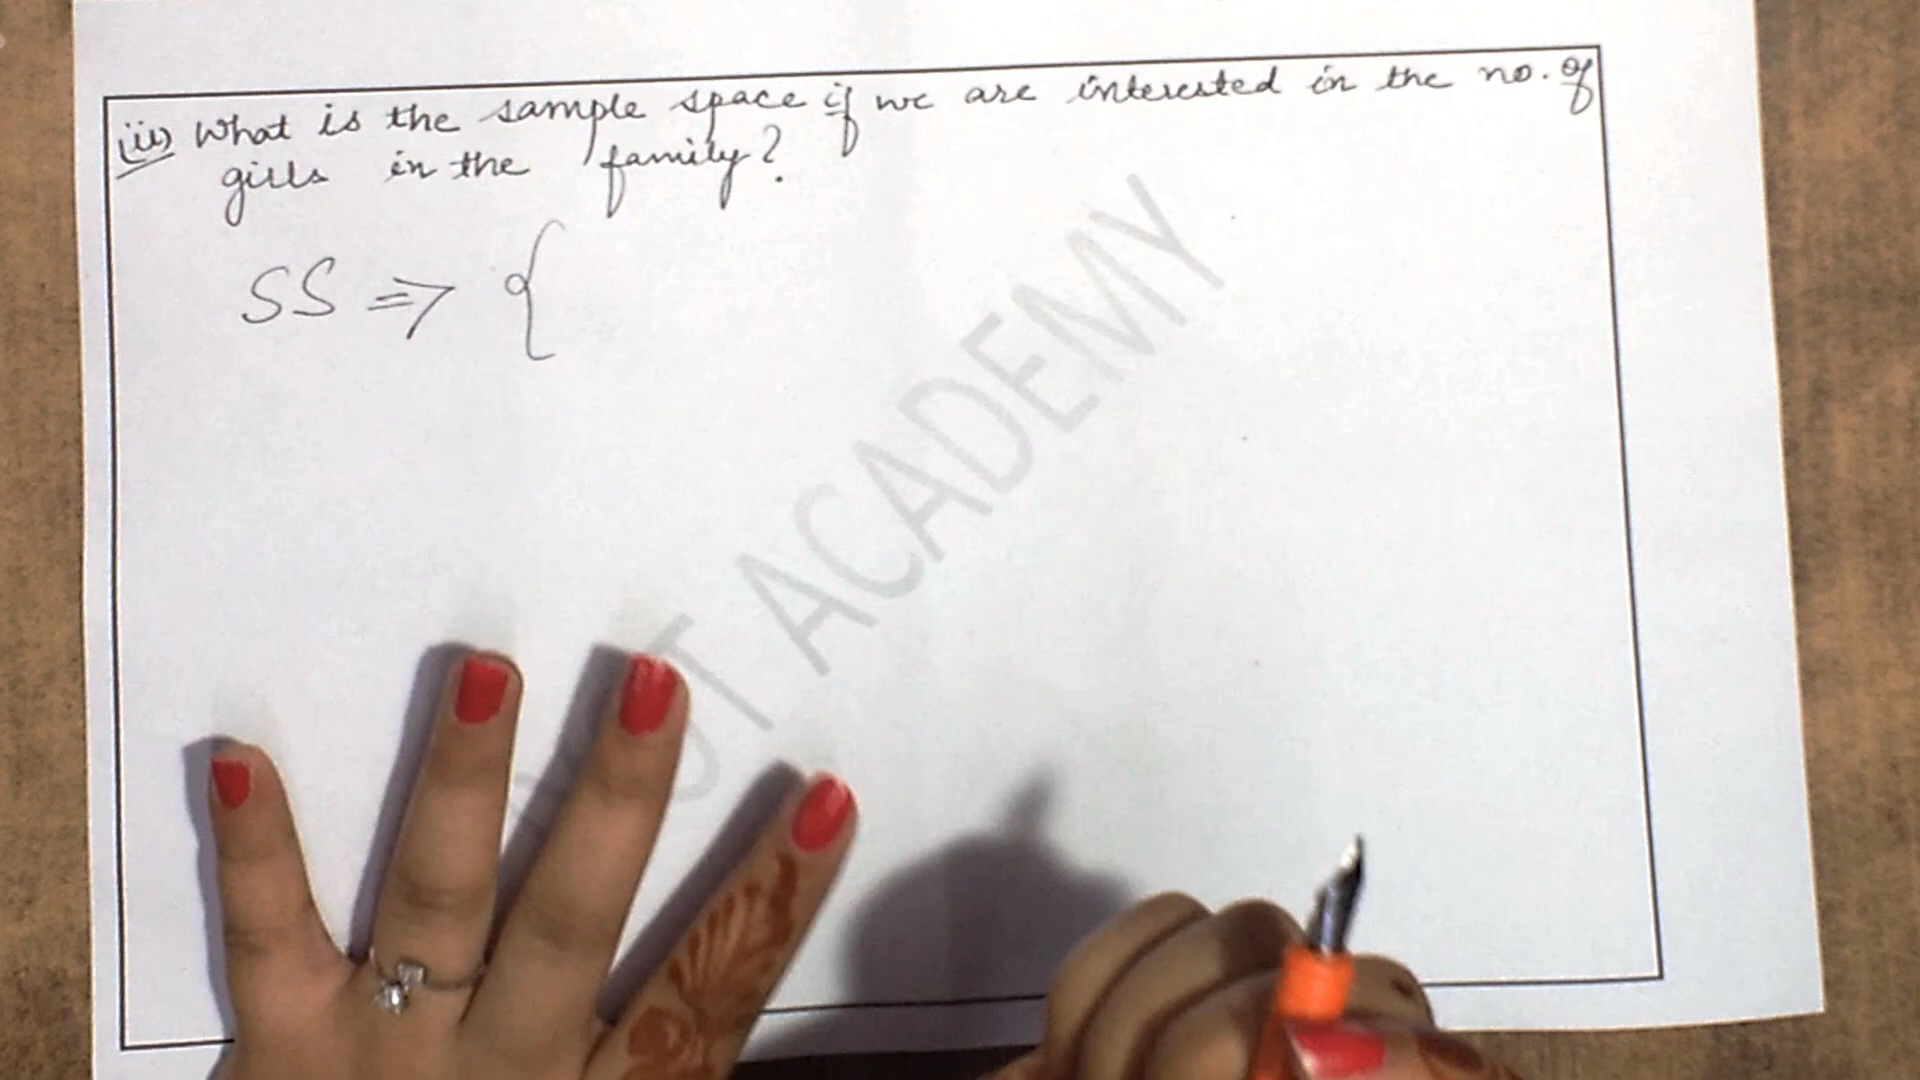 (ii) What is the sample space if we are interested in the no. of
girls in the family?
SS => {
ACADEMY